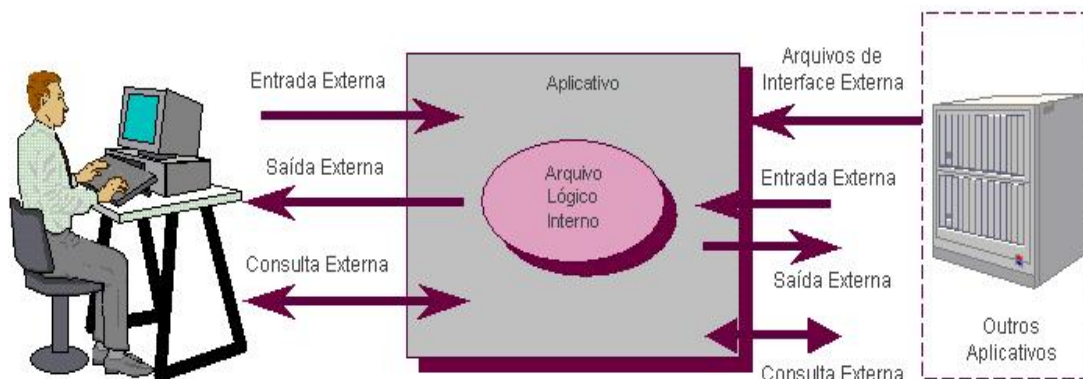 Entrada Externa
Saída Externa
Consulta Externa
Aplicativo
Arquivo
Lógico
Interno
Arquivos de
Interface Externa
Entrada Externa
Saída Externa
Consulta Externa
Outros
Aplicativos